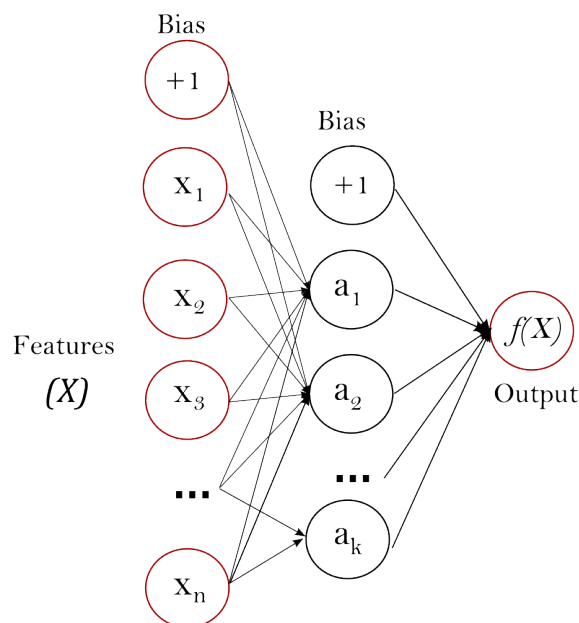 Bias
+1
Bias
x1
+1
x2
a1
f(X)
Features
(X)
x3
a2
Output
...
...
ak
xn